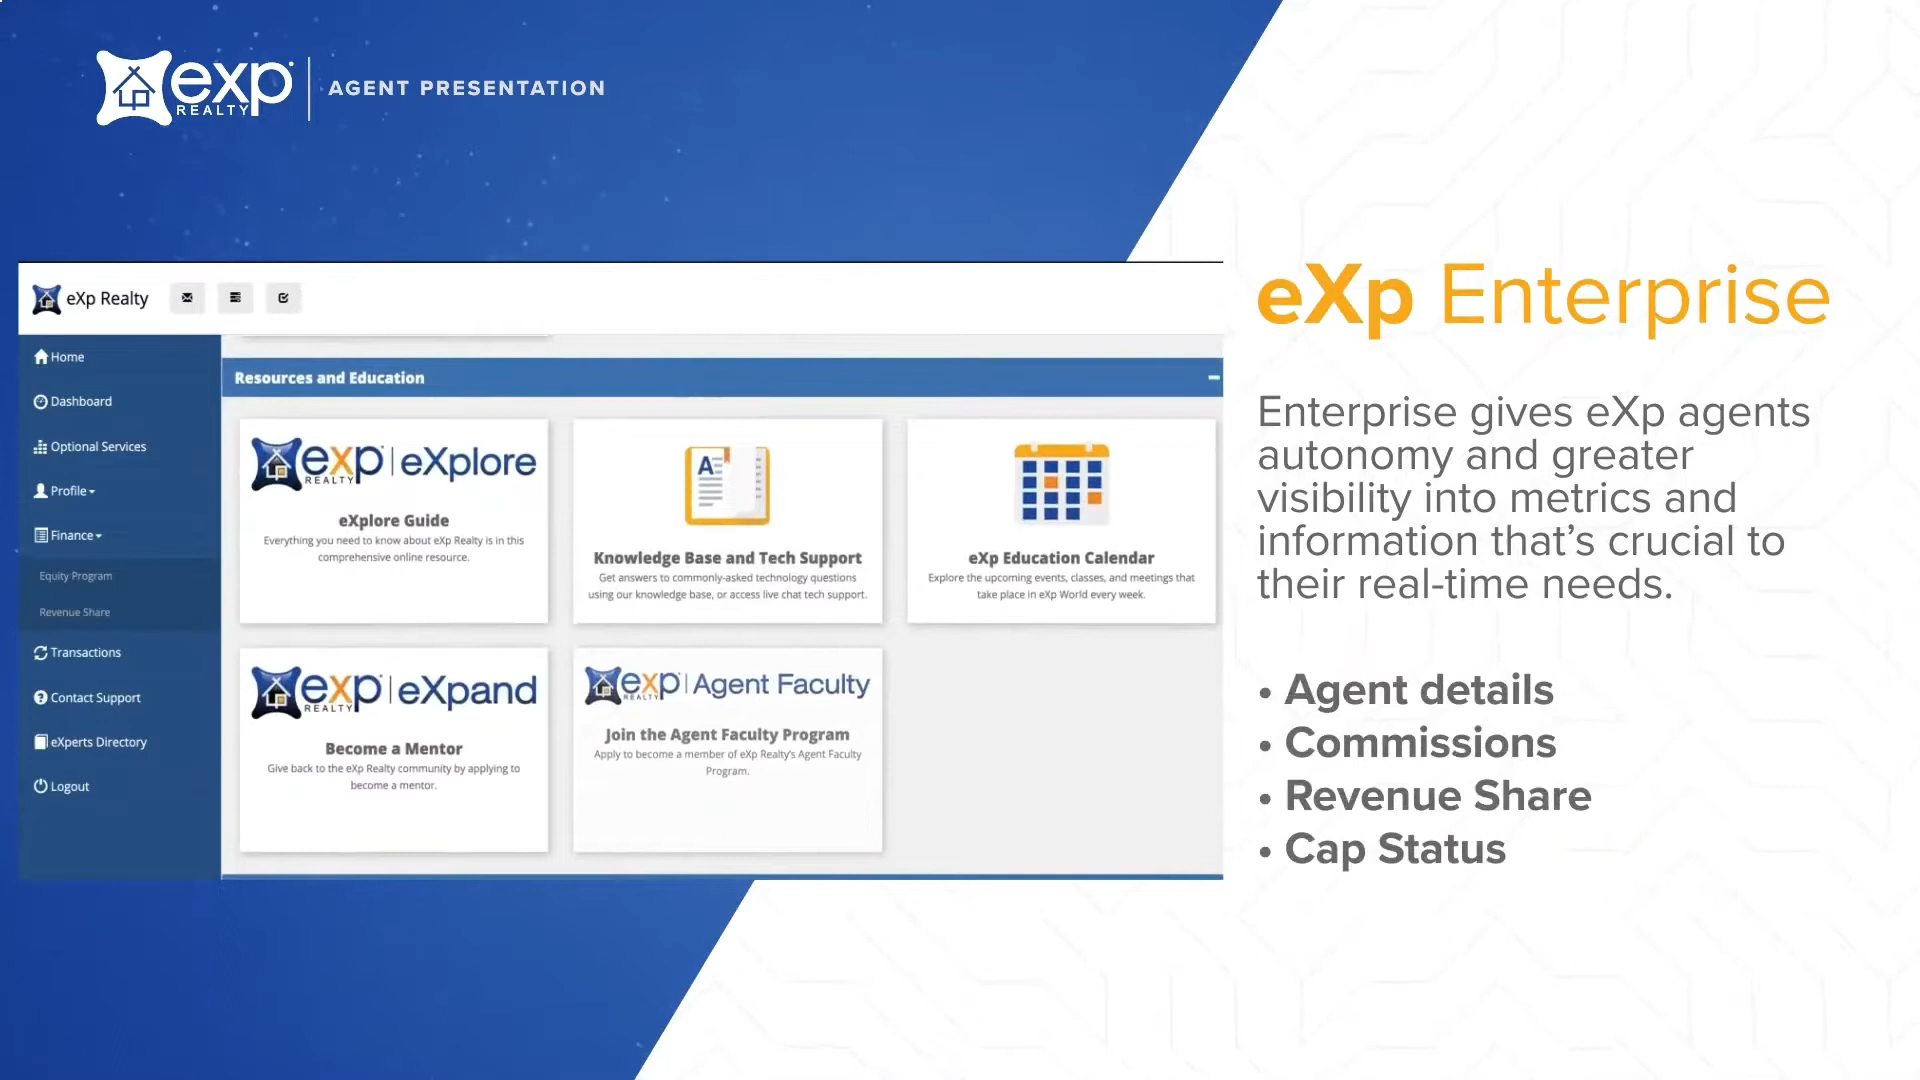 exp
REALTY
AGENT PRESENTATION
eXp Realty
Home
Dashboard
Optional Services
Profile
Finance
Equity Program
Revenue Share
Transactions
Contact Support
eXperts Directory
Logout
Resources and Education
exp REALTY | eXplore
eXplore Guide
Everything you need to know about eXp Realty is in this
comprehensive online resource.
A
Knowledge Base and Tech Support
Get answers to commonly-asked technology questions
using our knowledge base, or access live chat tech support.
eXp Education Calendar
Explore the upcoming events, classes, and meetings that
take place in eXp World every week.
exp REALTY | eXpand
Become a Mentor
Give back to the eXp Realty community by applying to
become a mentor.
exp REALTY | Agent Faculty
Join the Agent Faculty Program
Apply to become a member of eXp Realty's Agent Faculty
Program.
eXp Enterprise
Enterprise gives eXp agents
autonomy and greater
visibility into metrics and
information that's crucial to
their real-time needs.
• Agent details
• Commissions
• Revenue Share
• Cap Status